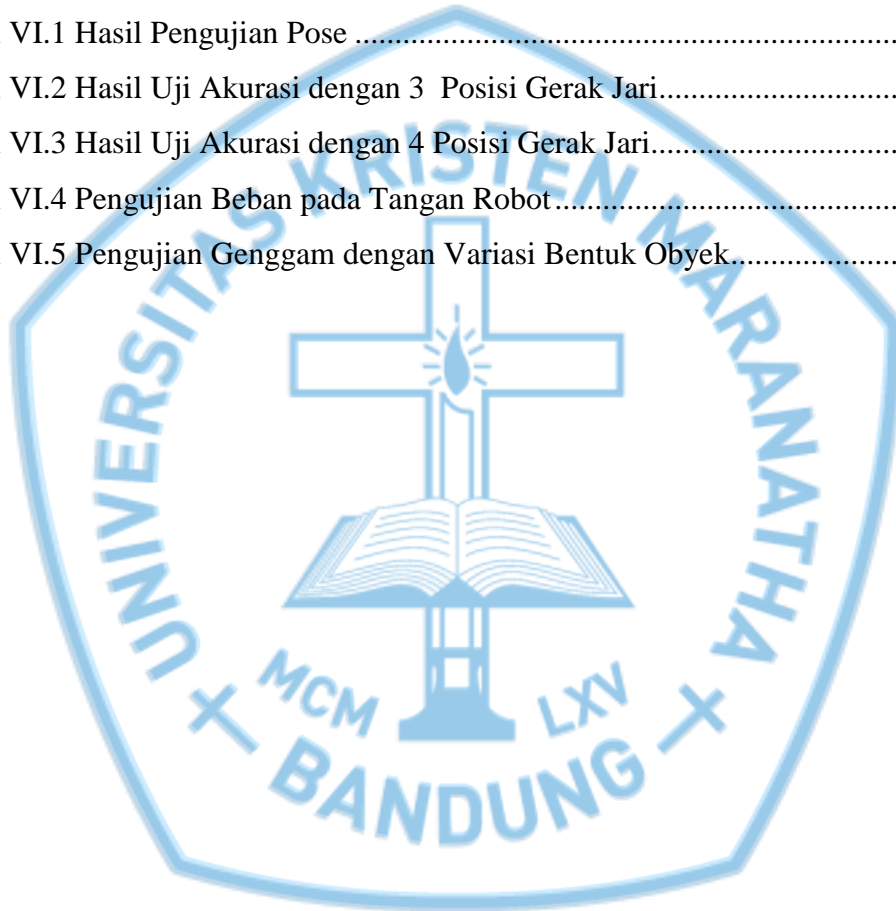 VI.1 Hasil Pengujian Pose ..........................................................................
VI.2 Hasil Uji Akurasi dengan 3 Posisi Gerak Jari................................
VI.3 Hasil Uji Akurasi dengan 4 Posisi Gerak Jari.................................
VI.4 Pengujian Beban pada Tangan Robot..............................................
VI.5 Pengujian Genggam dengan Variasi Bentuk Obyek......................
UNIVERSITAS KRISTEN MARANATHA
MCM LXV
BANDUNG